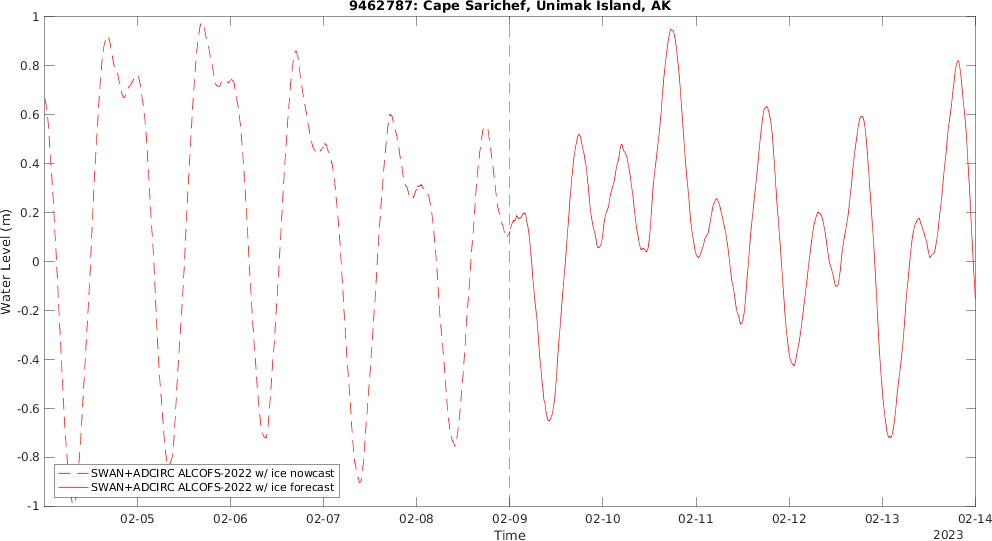 9462787: Cape Sarichef, Unimak Island, AK
Water Level (m)
1
0.8
0.6
0.4
0.2
0
-0.2
-0.4
-0.6
-0.8
-1
SWAN+ADCIRC ALCOFS-2022 w/ ice nowcast
SWAN+ADCIRC ALCOFS-2022 w/ ice forecast
02-05 02-06 02-07 02-08 02-09 02-10 02-11 02-12 02-13 02-14
Time
2023